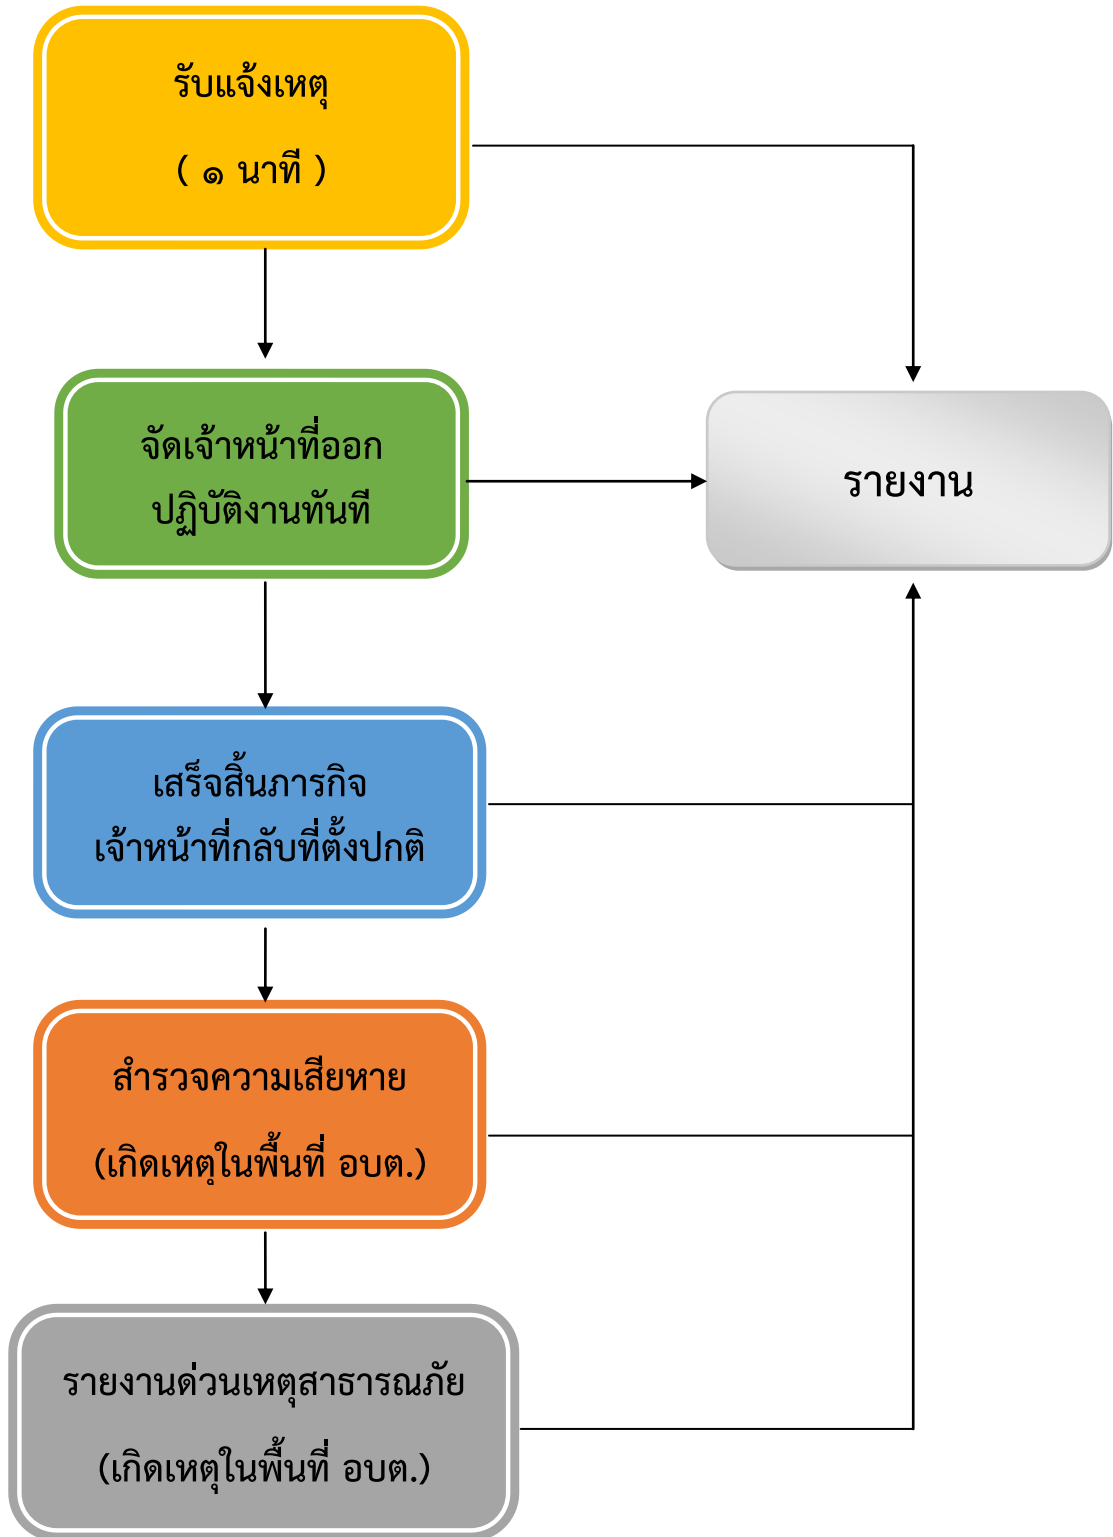 รับแจ้งเหตุ
( ๑ นาที )
จัดเจ้าหน้าที่ออก
ปฏิบัติงานทันที
รายงาน
เสร็จสิ้นภารกิจ
เจ้าหน้าที่กลับที่ตั้งปกติ
สำรวจความเสียหาย
(เกิดเหตุในพื้นที่ อบต.)
รายงานด่วนเหตุสาธารณภัย
(เกิดเหตุในพื้นที่ อบต.)